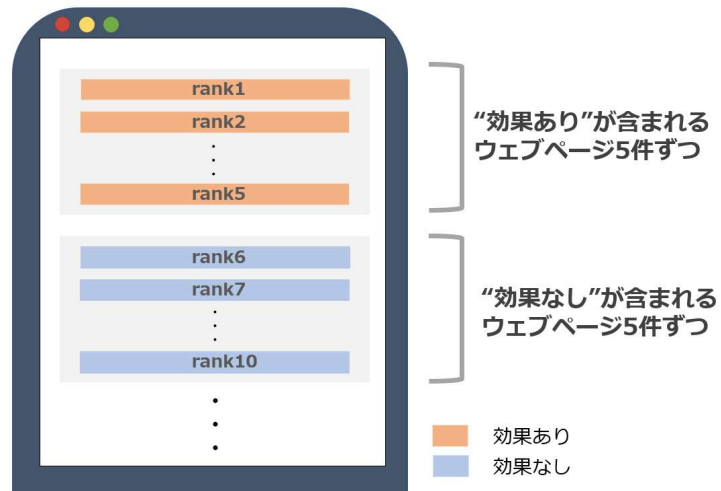 rank1
rank2
rank5
“効果あり”が含まれる
ウェブページ5件ずつ
rank6
rank7
rank10
“効果なし”が含まれる
ウェブページ5件ずつ
効果あり
効果なし